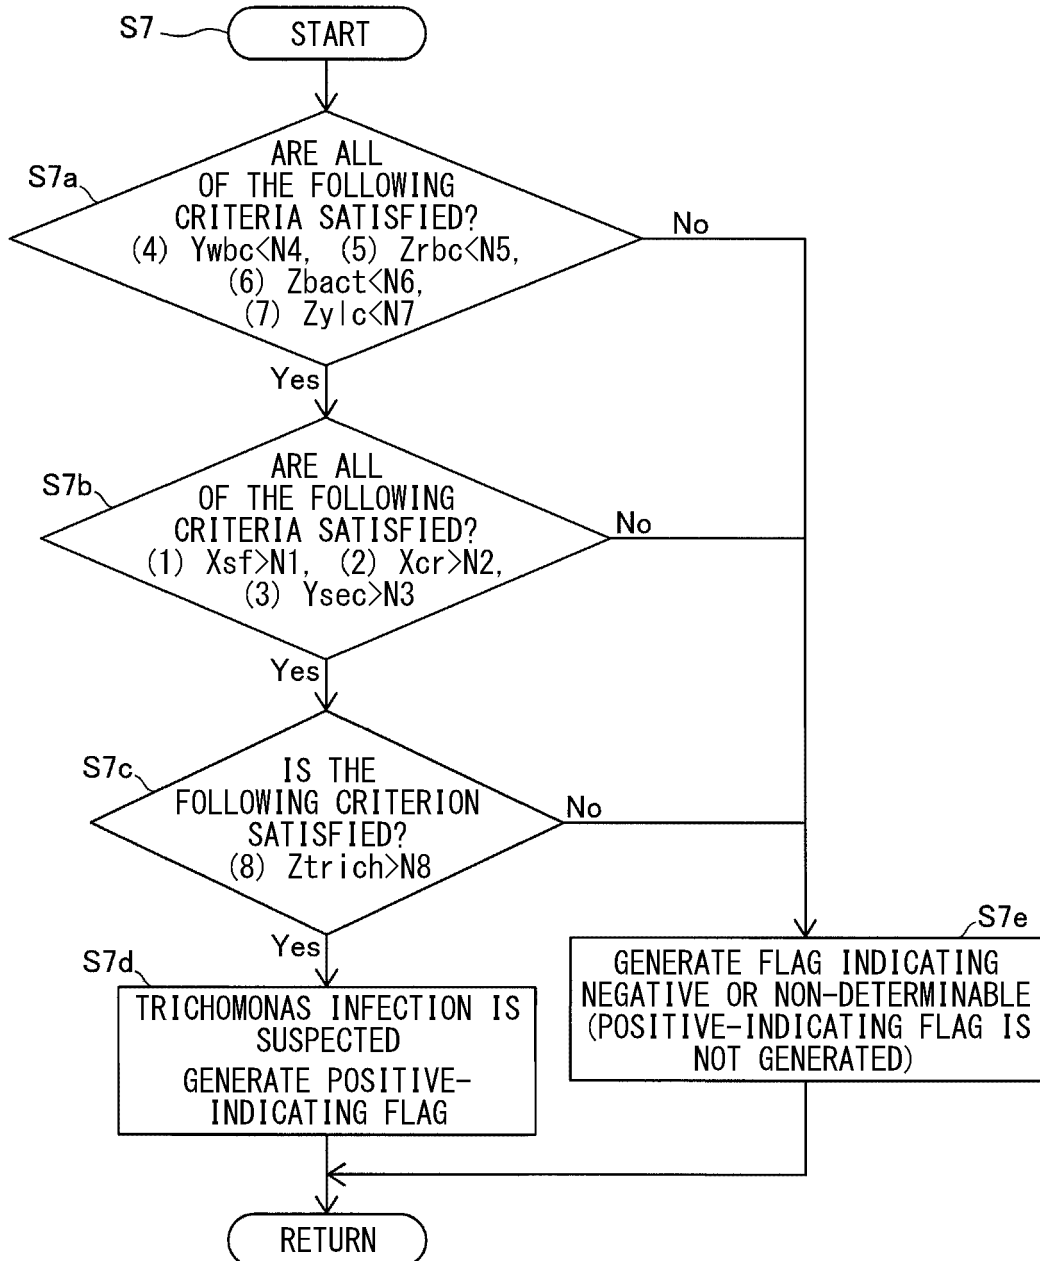 S7
START
S7a
ARE ALL
OF THE FOLLOWING
CRITERIA SATISFIED?
(4) Ywbc<N4, (5) Zrbc<N5,
(6) Zbact<N6,
(7) Zylc<N7
No
Yes
S7b
ARE ALL
OF THE FOLLOWING
CRITERIA SATISFIED?
(1) Xsf>N1, (2) Xcr>N2,
(3) Ysec>N3
No
Yes
S7c
IS THE
FOLLOWING CRITERION
SATISFIED?
(8) Ztrich>N8
No
Yes
S7d
TRICHOMONAS INFECTION IS
SUSPECTED
GENERATE POSITIVE-
INDICATING FLAG
S7e
GENERATE FLAG INDICATING
NEGATIVE OR NON-DETERMINABLE
(POSITIVE-INDICATING FLAG IS
NOT GENERATED)
RETURN